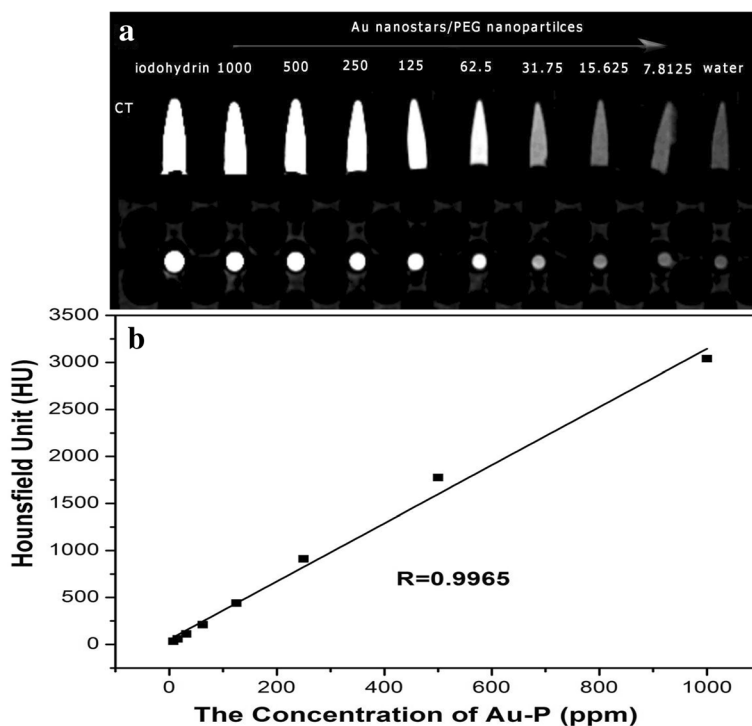 a
Au nanostars/PEG nanopartilces
iodohydrin 1000 500 250 125 62.5 31.75 15.625 7.8125 water
CT
b
3500
3000
2500
2000
1500
1000
500
0
Hounsfield Unit (HU)
R=0.9965
0 200 400 600 800 1000
The Concentration of Au-P (ppm)